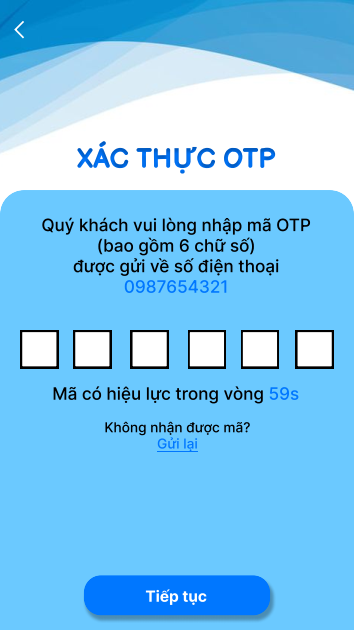 XÁC THỰC OTP
Quý khách vui lòng nhập mã OTP
(bao gồm 6 chữ số)
được gửi về số điện thoại
0987654321
Mã có hiệu lực trong vòng 59s
Không nhận được mã?
Gửi lại
Tiếp tục